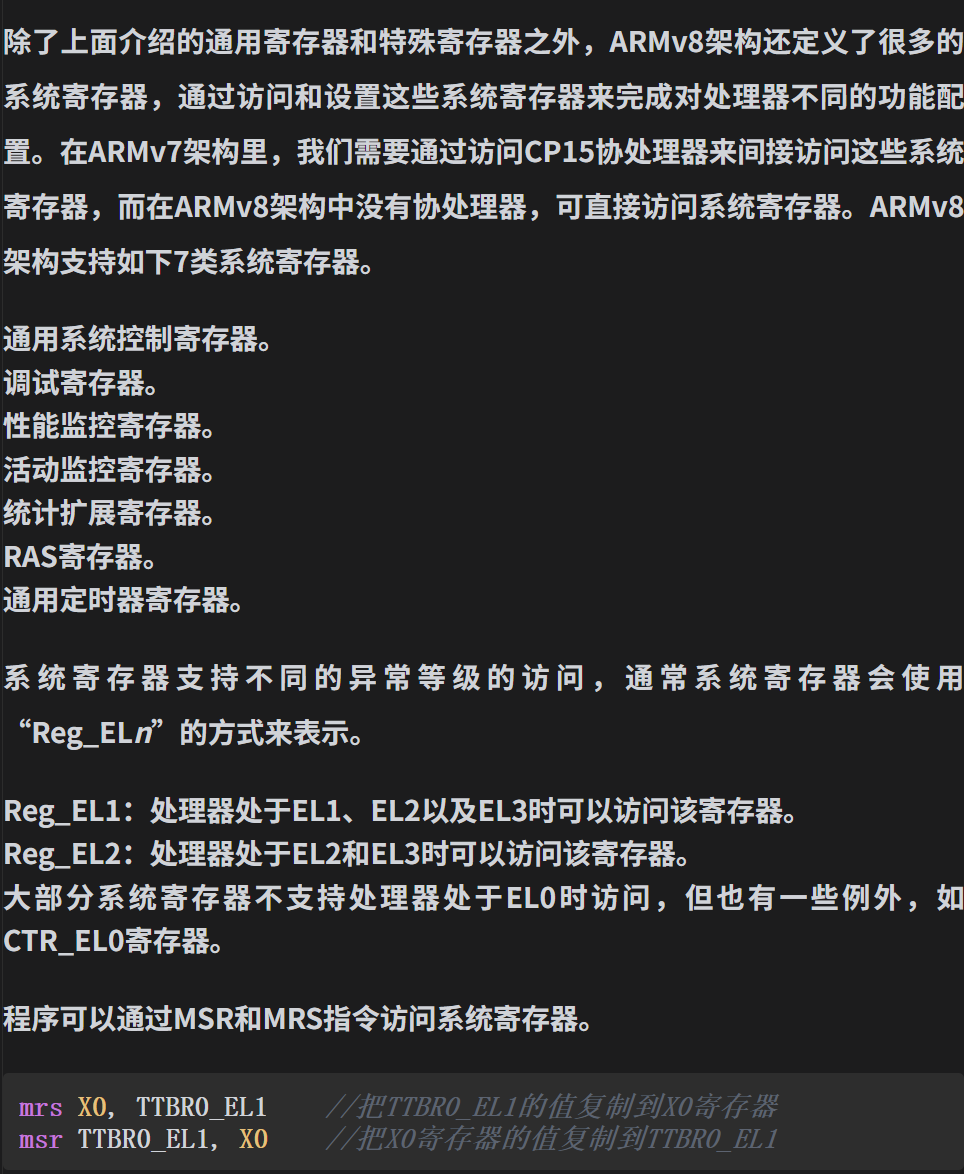 除了上面介绍的通用寄存器和特殊寄存器之外，ARMv8架构还定义了很多的
系统寄存器，通过访问和设置这些系统寄存器来完成对处理器不同的功能配
置。在ARMv7架构里，我们需要通过访问CP15协处理器来间接访问这些系统
寄存器，而在ARMv8架构中没有协处理器，可直接访问系统寄存器。ARMv8
架构支持如下7类系统寄存器。
通用系统控制寄存器。
调试寄存器。
性能监控寄存器。
活动监控寄存器。
统计扩展寄存器。
RAS寄存器。
通用定时器寄存器。
系统寄存器支持不同的异常等级的访问，通常系统寄存器会使用
“Reg_ELn”的方式来表示。
Reg_EL1：处理器处于EL1、EL2以及EL3时可以访问该寄存器。
Reg_EL2：处理器处于EL2和EL3时可以访问该寄存器。
大部分系统寄存器不支持处理器处于EL0时访问，但也有一些例外，如
CTR_EL0寄存器。
程序可以通过MSR和MRS指令访问系统寄存器。
mrs X0, TTBR0_EL1 //把TTBR0_EL1的值复制到X0寄存器
msr TTBR0_EL1, X0 //把X0寄存器的值复制到TTBR0_EL1